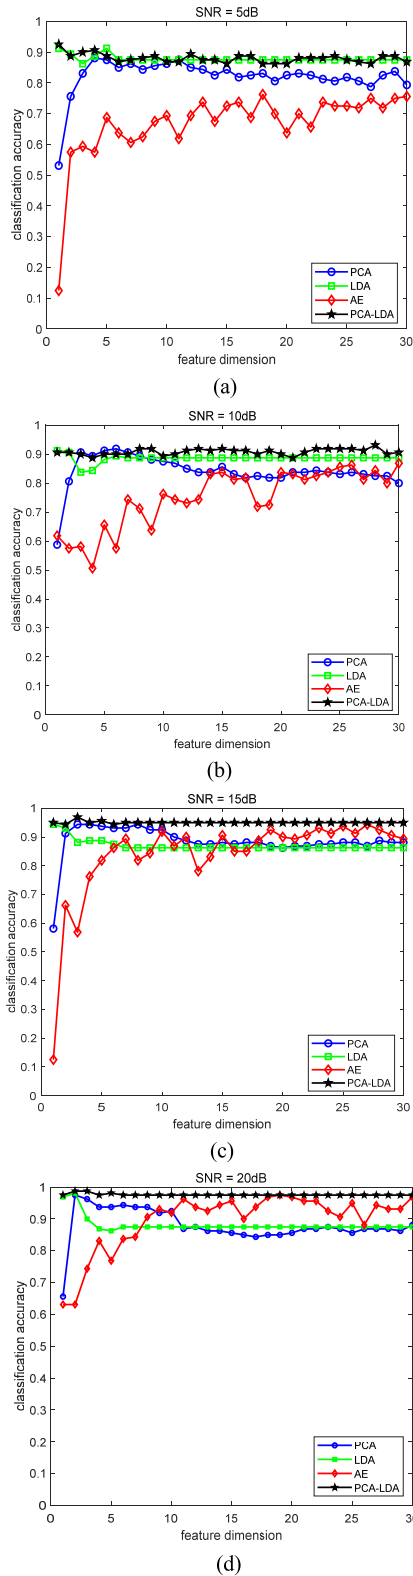 SNR = 5dB
1
0.9
0.8
0.7
0.6
0.5
0.4
0.3
0.2
0.1
0
classification accuracy
PCA
LDA
AE
PCA-LDA
0 5 10 15 20 25 30
feature dimension
(a)
SNR = 10dB
1
0.9
0.8
0.7
0.6
0.5
0.4
0.3
0.2
0.1
0
classification accuracy
PCA
LDA
AE
PCA-LDA
0 5 10 15 20 25 30
feature dimension
(b)
SNR = 15dB
1
0.9
0.8
0.7
0.6
0.5
0.4
0.3
0.2
0.1
0
classification accuracy
PCA
LDA
AE
PCA-LDA
0 5 10 15 20 25 30
feature dimension
(c)
SNR = 20dB
1
0.9
0.8
0.7
0.6
0.5
0.4
0.3
0.2
0.1
0
classification accuracy
PCA
LDA
AE
PCA-LDA
0 5 10 15 20 25 30
feature dimension
(d)